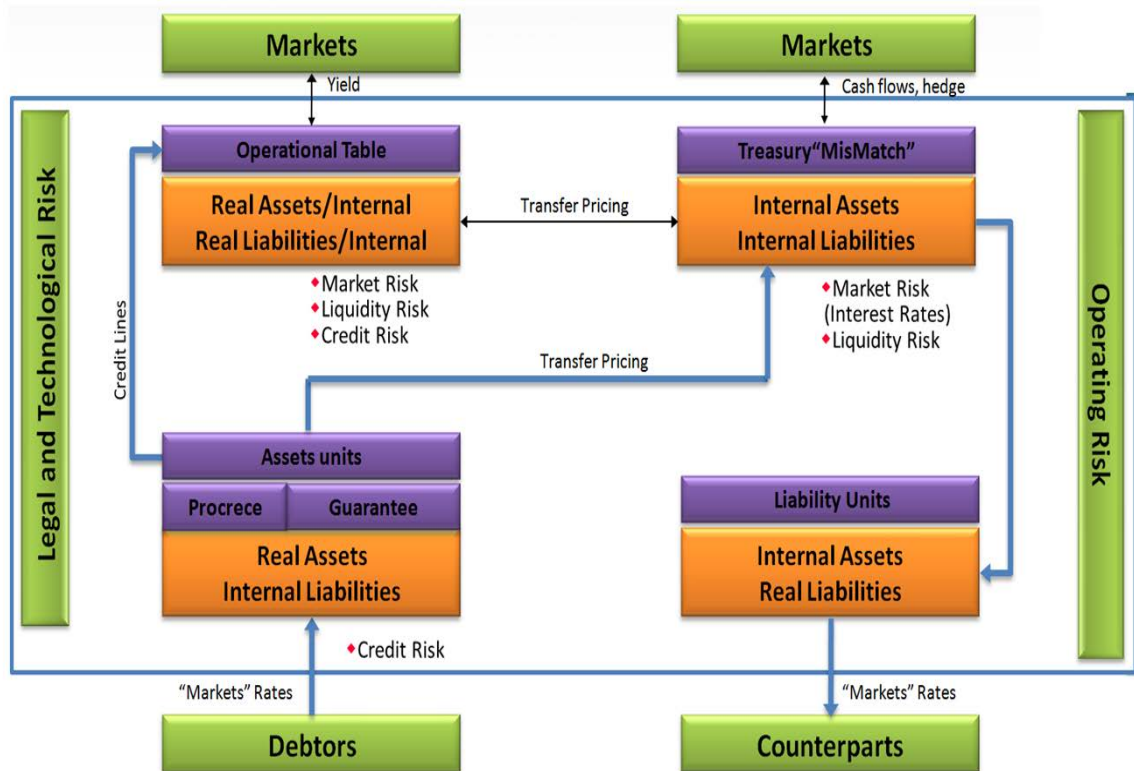 Markets
Markets
Yield
Cash flows, hedge
Operational Table
Treasury“MisMatch”
Real Assets/Internal
Real Liabilities/Internal
Transfer Pricing
Internal Assets
Internal Liabilities
Legal and Technological Risk
Operating Risk
Credit Lines
Market Risk
Liquidity Risk
Credit Risk
Market Risk
(Interest Rates)
Liquidity Risk
Transfer Pricing
Assets units
Procrece
Guarantee
Real Assets
Internal Liabilities
Liability Units
Internal Assets
Real Liabilities
Credit Risk
“Markets” Rates
“Markets” Rates
Debtors
Counterparts